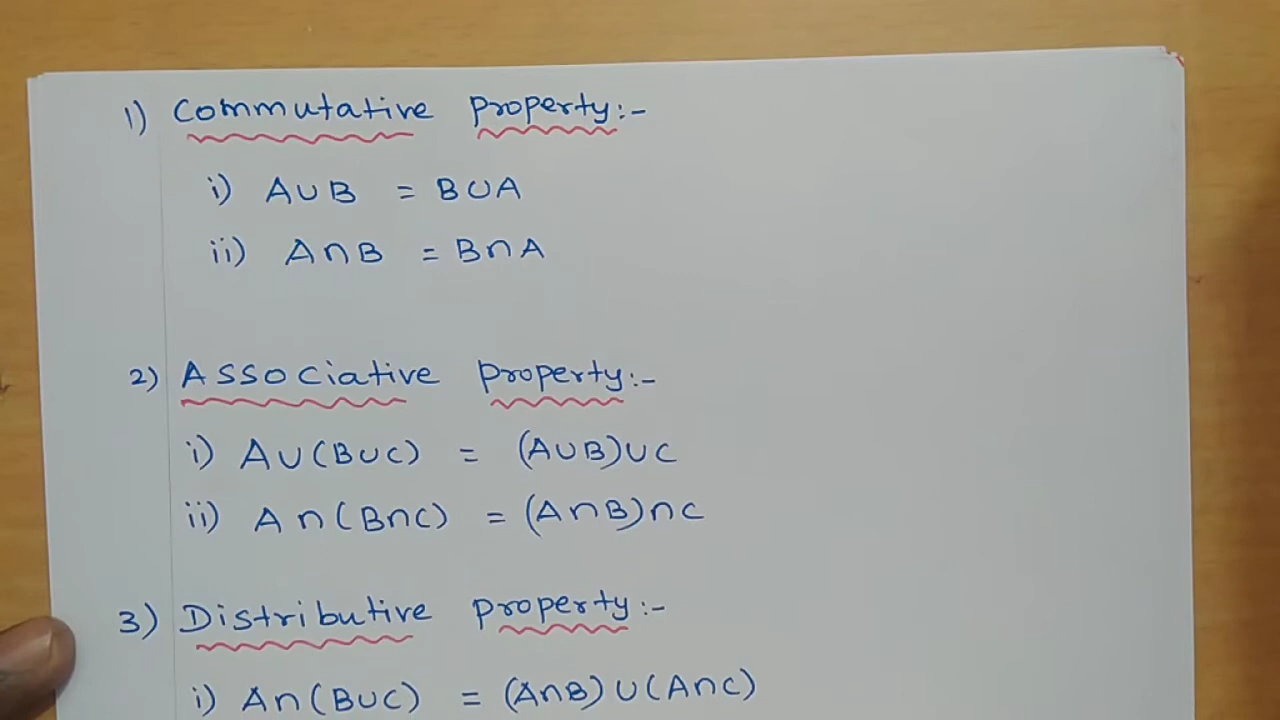 1) Commutative property:-
i) A∪B = B∪A
ii) A∩B = B∩A
2) Associative property:-
i) A∪(B∪C) = (A∪B)∪C
ii) A∩(B∩C) = (A∩B)∩C
3) Distributive property:-
i) A∩(B∪C) = (A∩B)∪(A∩C)